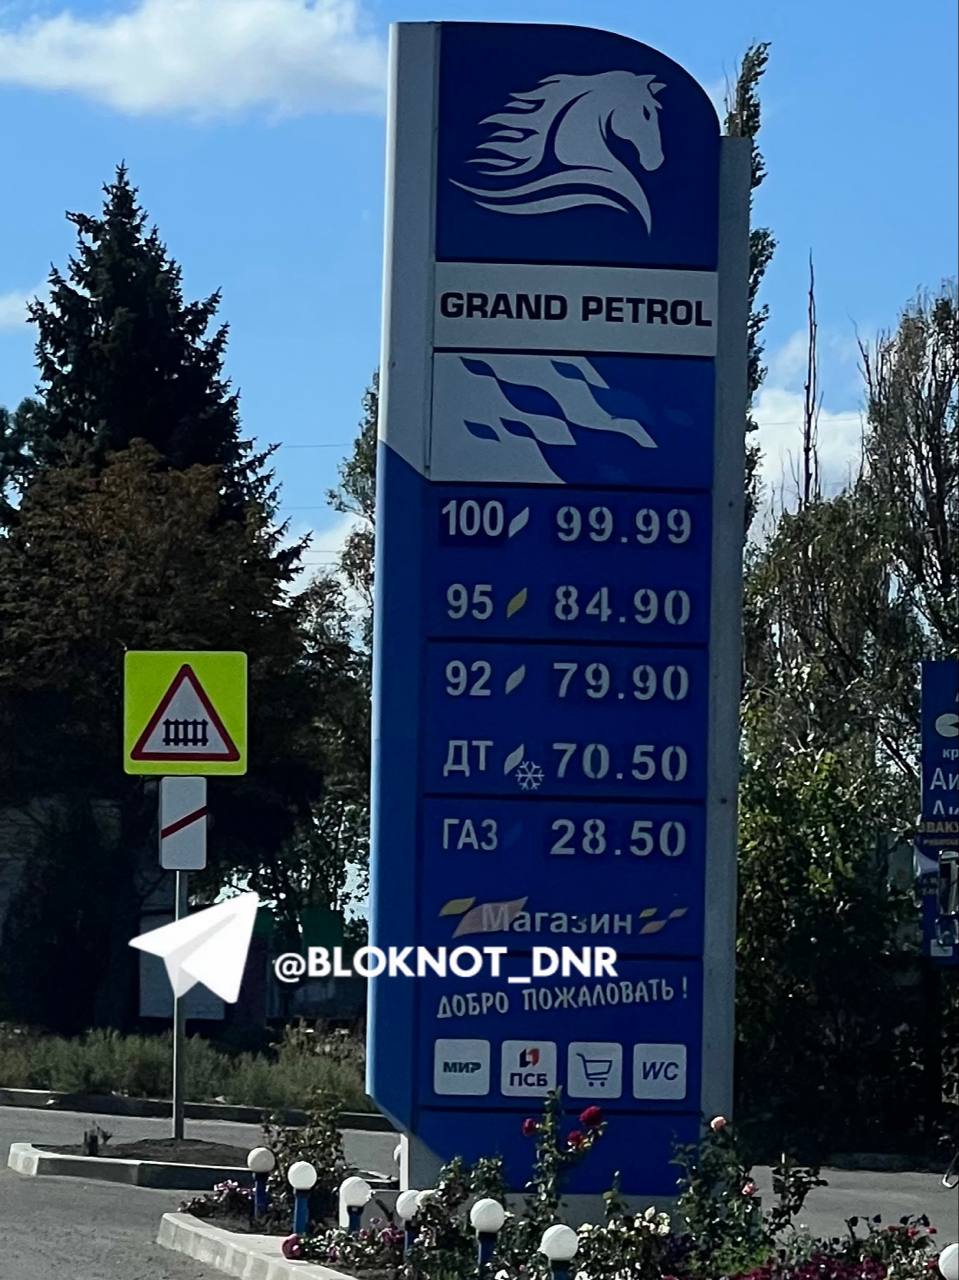 GRAND PETROL
100 99.99
95 84.90
92 79.90
ДТ 70.50
ГАЗ 28.50
Магазин
@BLOKNOT_DNR
ДОБРО ПОЖАЛОВАТЬ!
МИР ПСБ WC